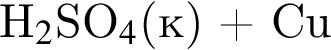 H₂SO₄(к) + Cu